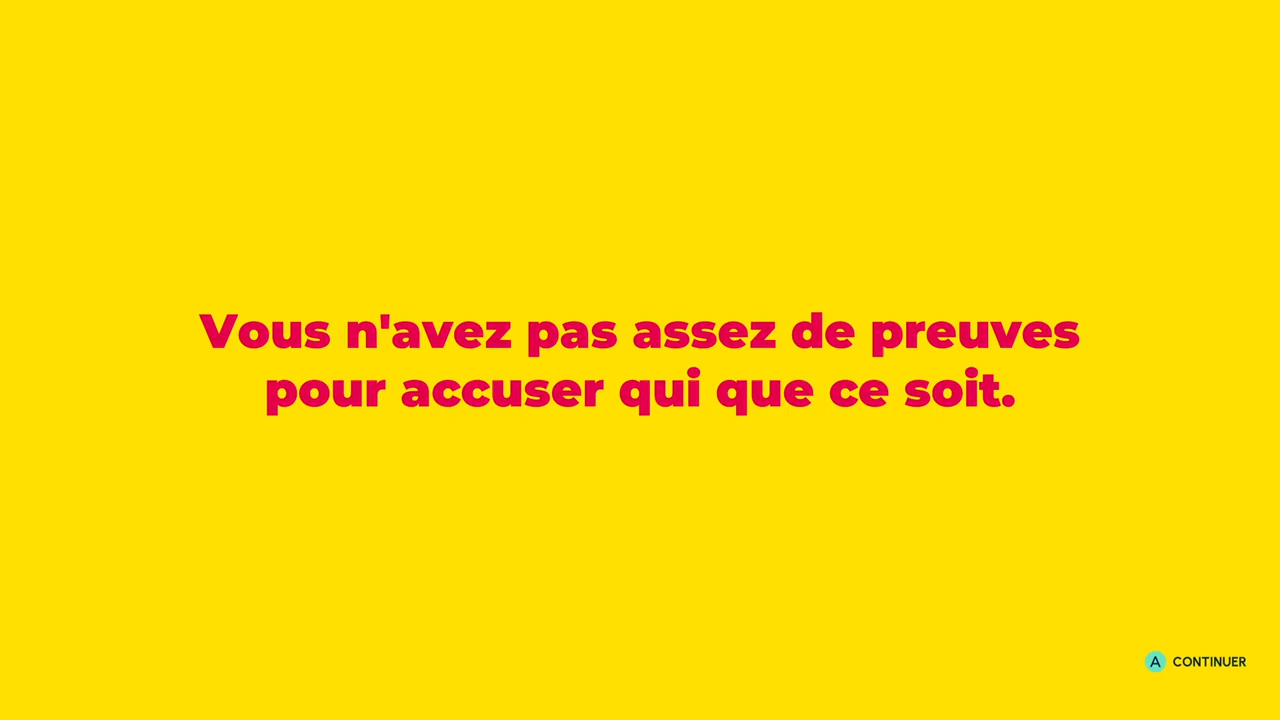 Vous n'avez pas assez de preuves
pour accuser qui que ce soit.
A CONTINUER